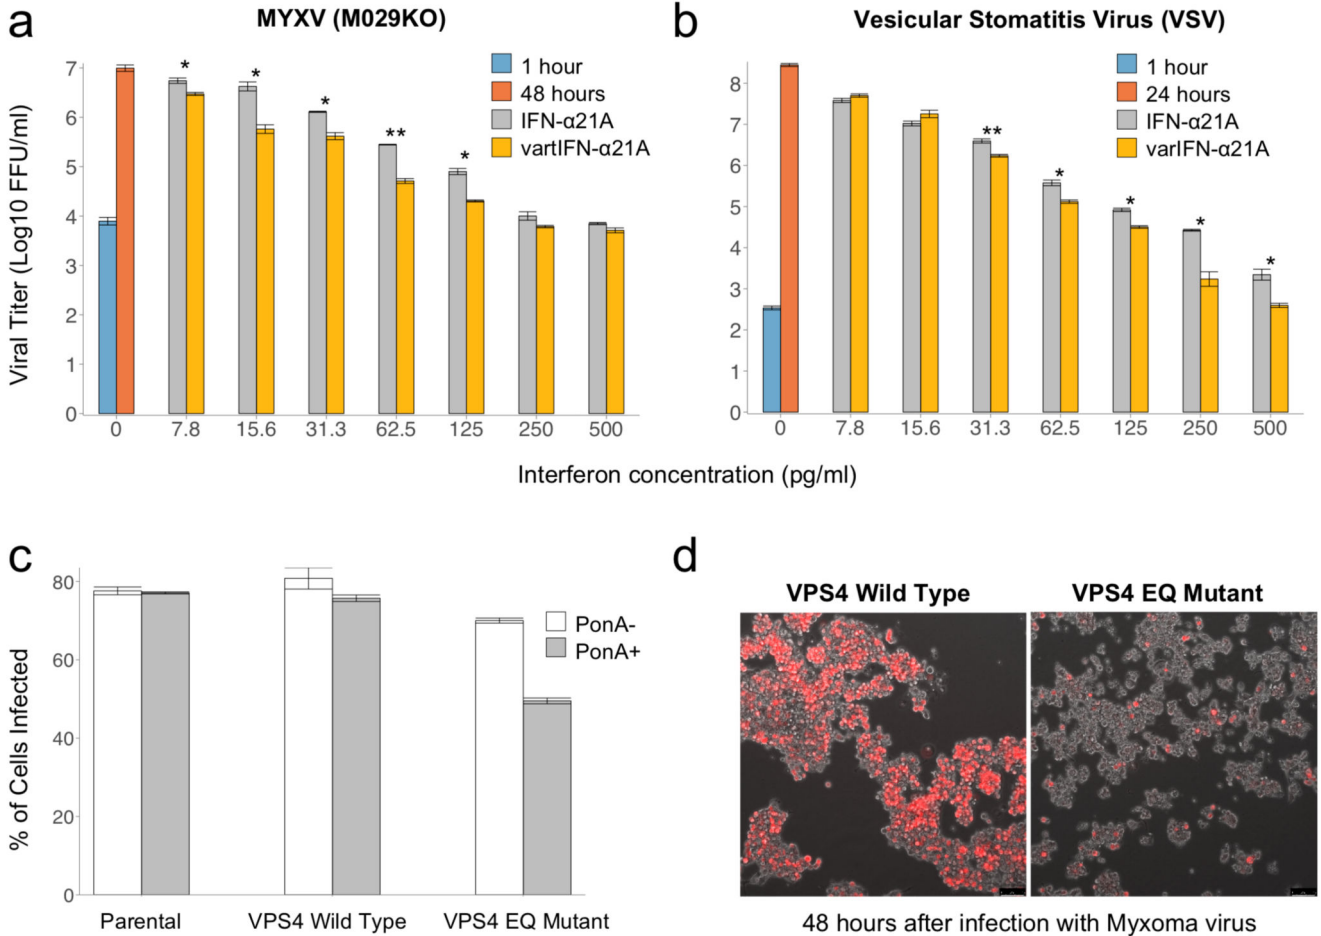 a
MYXV (M029KO)
Viral Titer (Log10 FFU/ml)
7
6
5
4
3
2
1
0
* * * ** *
1 hour
48 hours
IFN-α21A
vartIFN-α21A
0 7.8 15.6 31.3 62.5 125 250 500
b
Vesicular Stomatitis Virus (VSV)
8
7
6
5
4
3
2
1
0
** * * * *
1 hour
24 hours
IFN-α21A
varIFN-α21A
0 7.8 15.6 31.3 62.5 125 250 500
Interferon concentration (pg/ml)
c
% of Cells Infected
80
60
40
20
0
PonA-
PonA+
Parental VPS4 Wild Type VPS4 EQ Mutant
d
VPS4 Wild Type VPS4 EQ Mutant
48 hours after infection with Myxoma virus